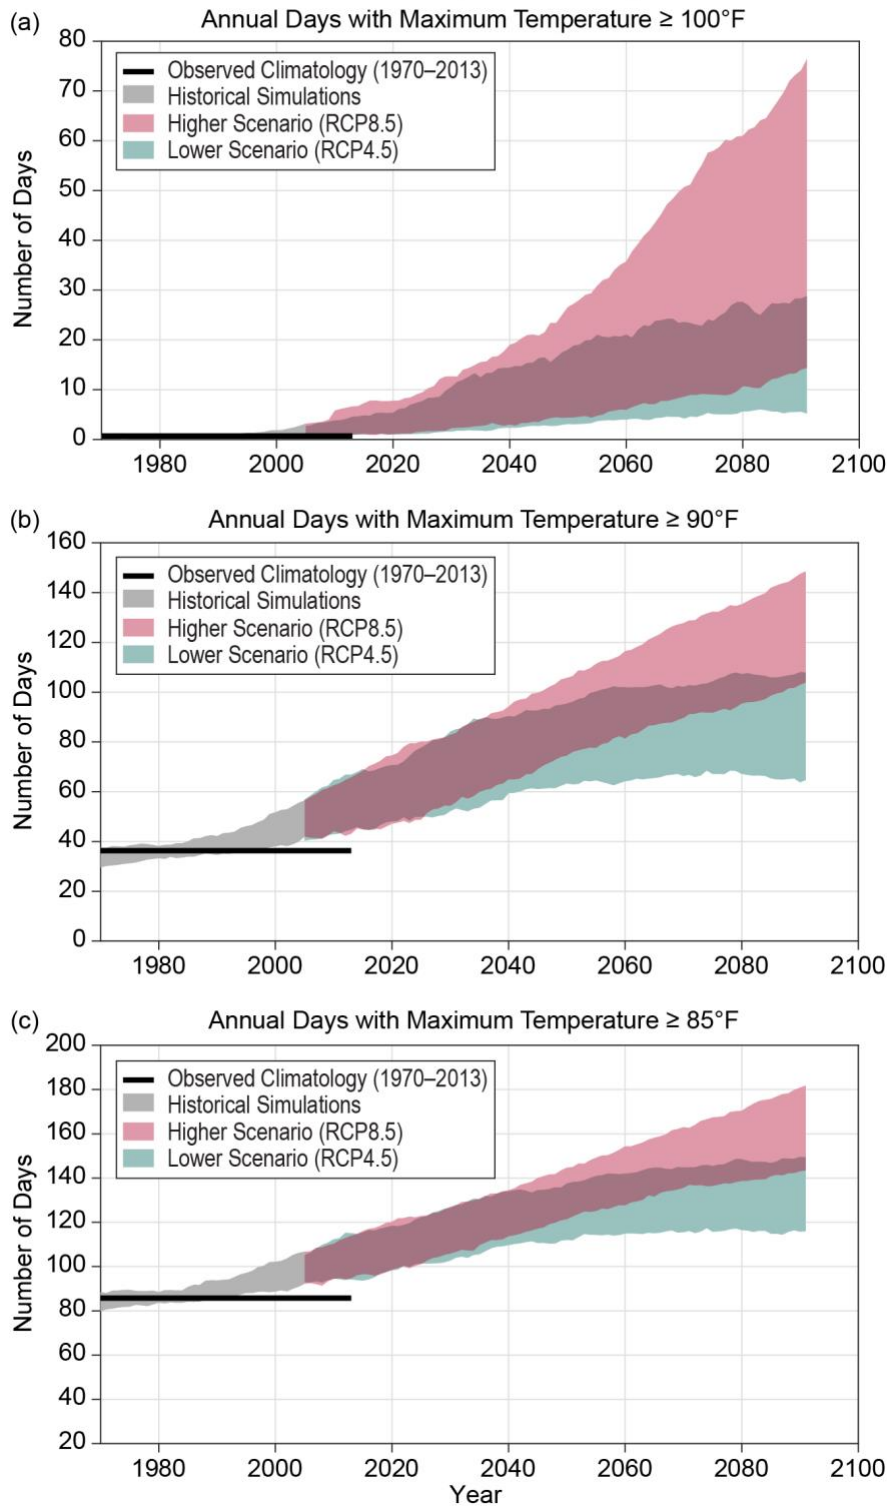 (a) Annual Days with Maximum Temperature ≥ 100°F
80
70
60
50
40
30
20
10
0
Number of Days
Observed Climatology (1970–2013)
Historical Simulations
Higher Scenario (RCP8.5)
Lower Scenario (RCP4.5)
1980 2000 2020 2040 2060 2080 2100
(b) Annual Days with Maximum Temperature ≥ 90°F
160
140
120
100
80
60
40
20
0
Number of Days
Observed Climatology (1970–2013)
Historical Simulations
Higher Scenario (RCP8.5)
Lower Scenario (RCP4.5)
1980 2000 2020 2040 2060 2080 2100
(c) Annual Days with Maximum Temperature ≥ 85°F
200
180
160
140
120
100
80
60
40
20
Number of Days
Observed Climatology (1970–2013)
Historical Simulations
Higher Scenario (RCP8.5)
Lower Scenario (RCP4.5)
1980 2000 2020 2040 2060 2080 2100
Year